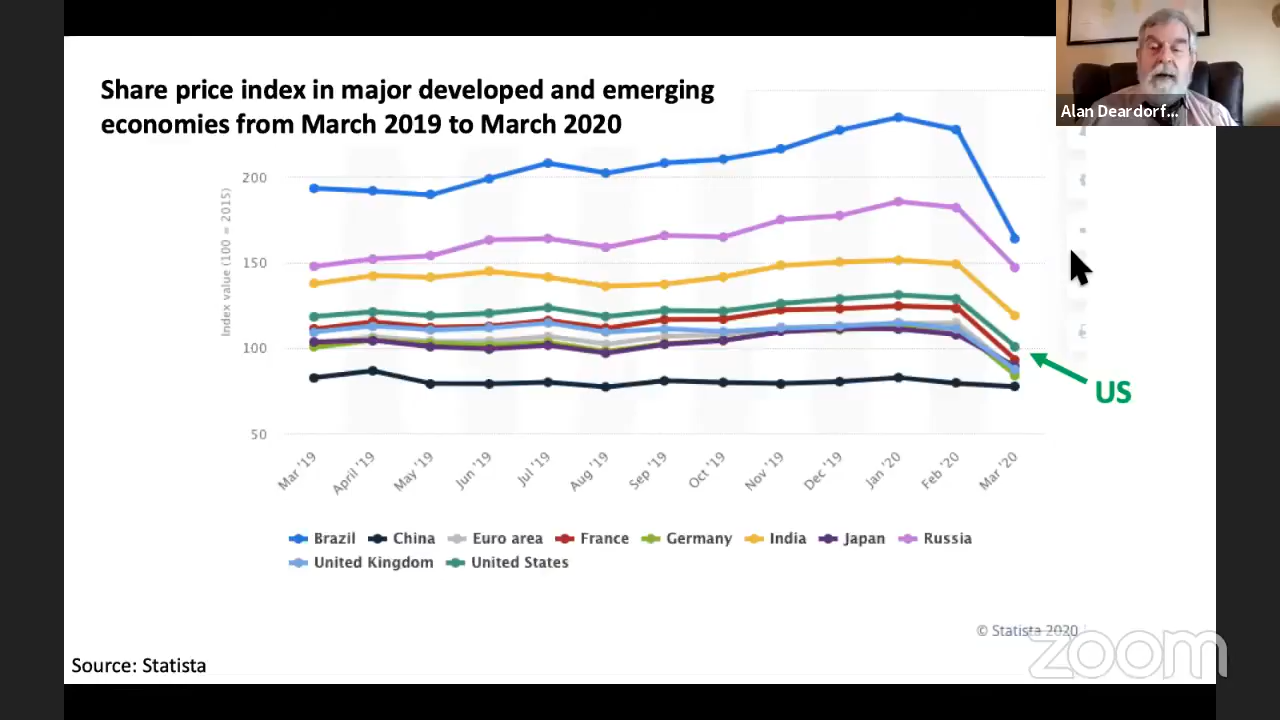 Share price index in major developed and emerging
economies from March 2019 to March 2020
Alan Deardorf...
Index value (100 = 2015)
200
150
100
50
US
Mar '19
April '19
May '19
Jun '19
Jul '19
Aug '19
Sep '19
Oct '19
Nov '19
Dec '19
Jan '20
Feb '20
Mar '20
Brazil China Euro area France Germany India Japan Russia
United Kingdom United States
© Statista 2020
zoom
Source: Statista